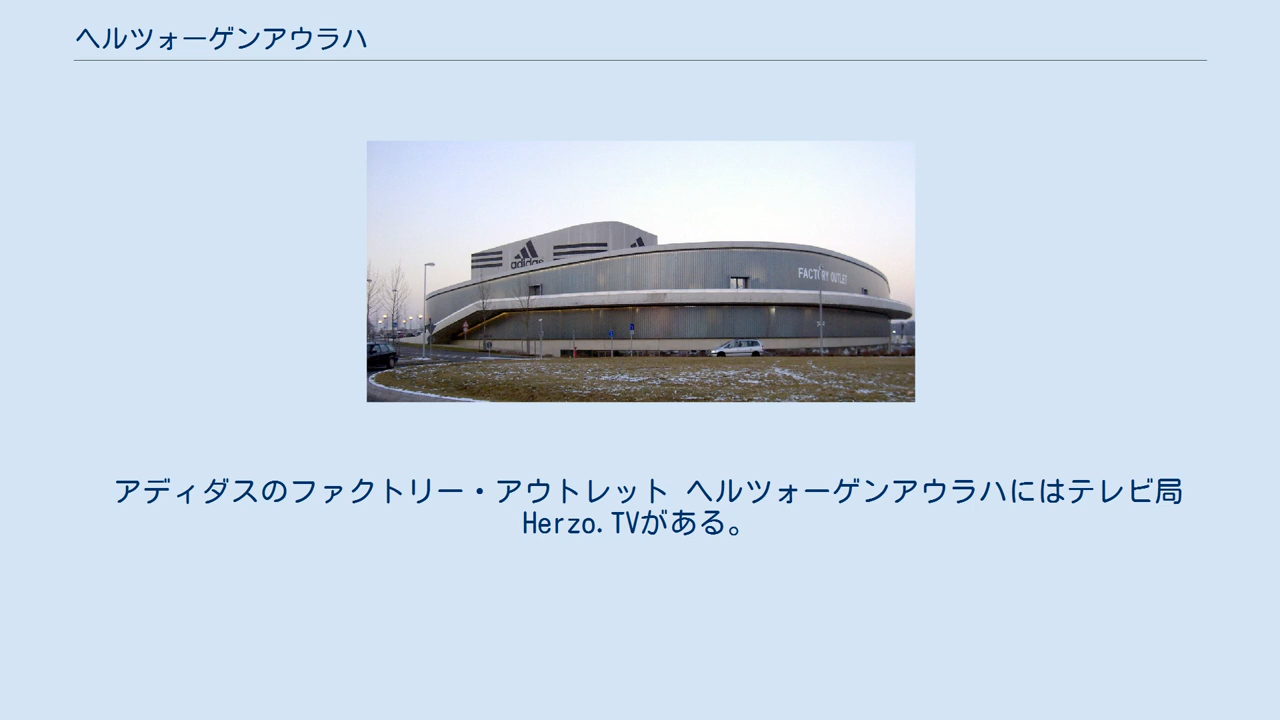 ヘルツォーゲンアウラハ
adidas
FACTORY OUTLET
アディダスのファクトリー・アウトレット ヘルツォーゲンアウラハにはテレビ局
Herzo.TVがある。